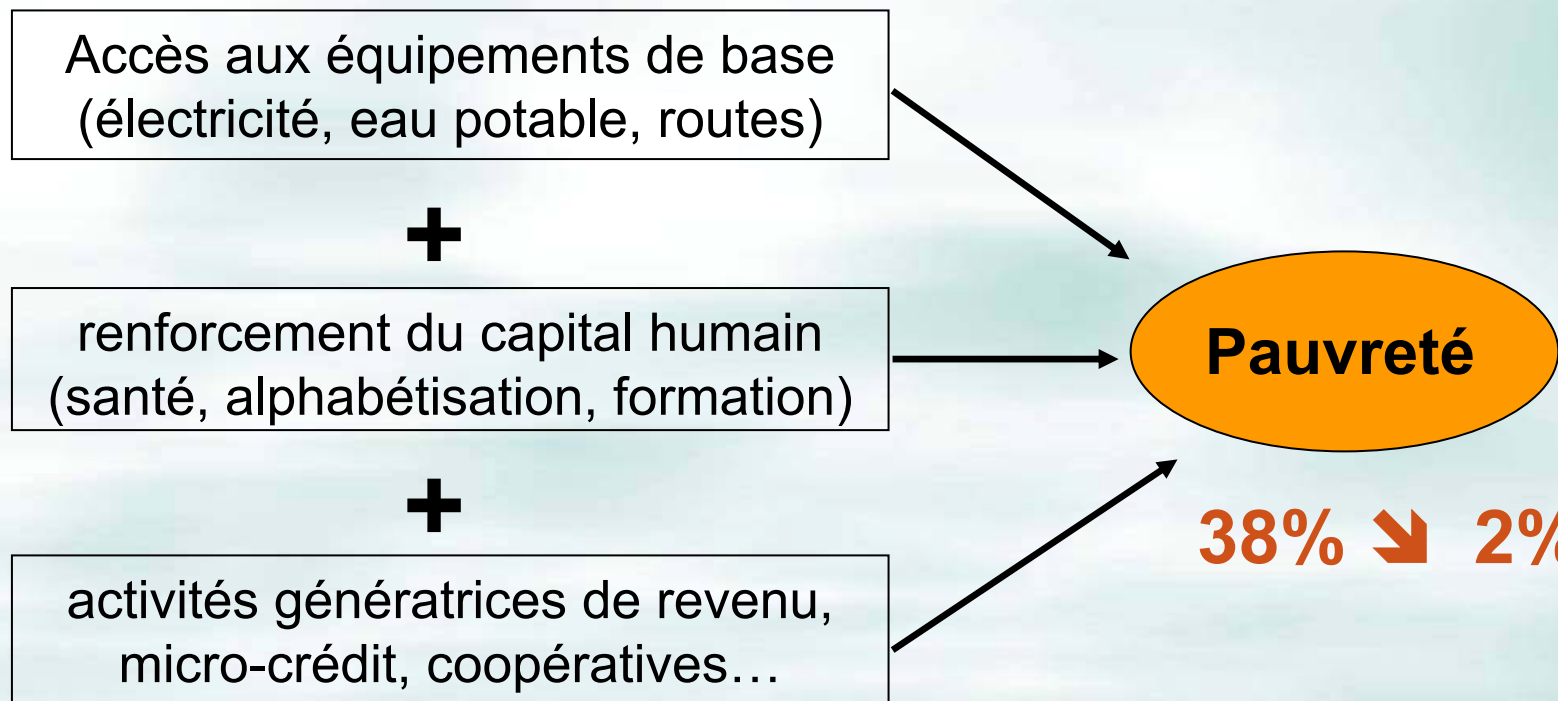 Accès aux équipements de base
(électricité, eau potable, routes)
+
renforcement du capital humain
(santé, alphabétisation, formation)
+
activités génératrices de revenu,
micro-crédit, coopératives…
Pauvreté
38% ➘ 2%